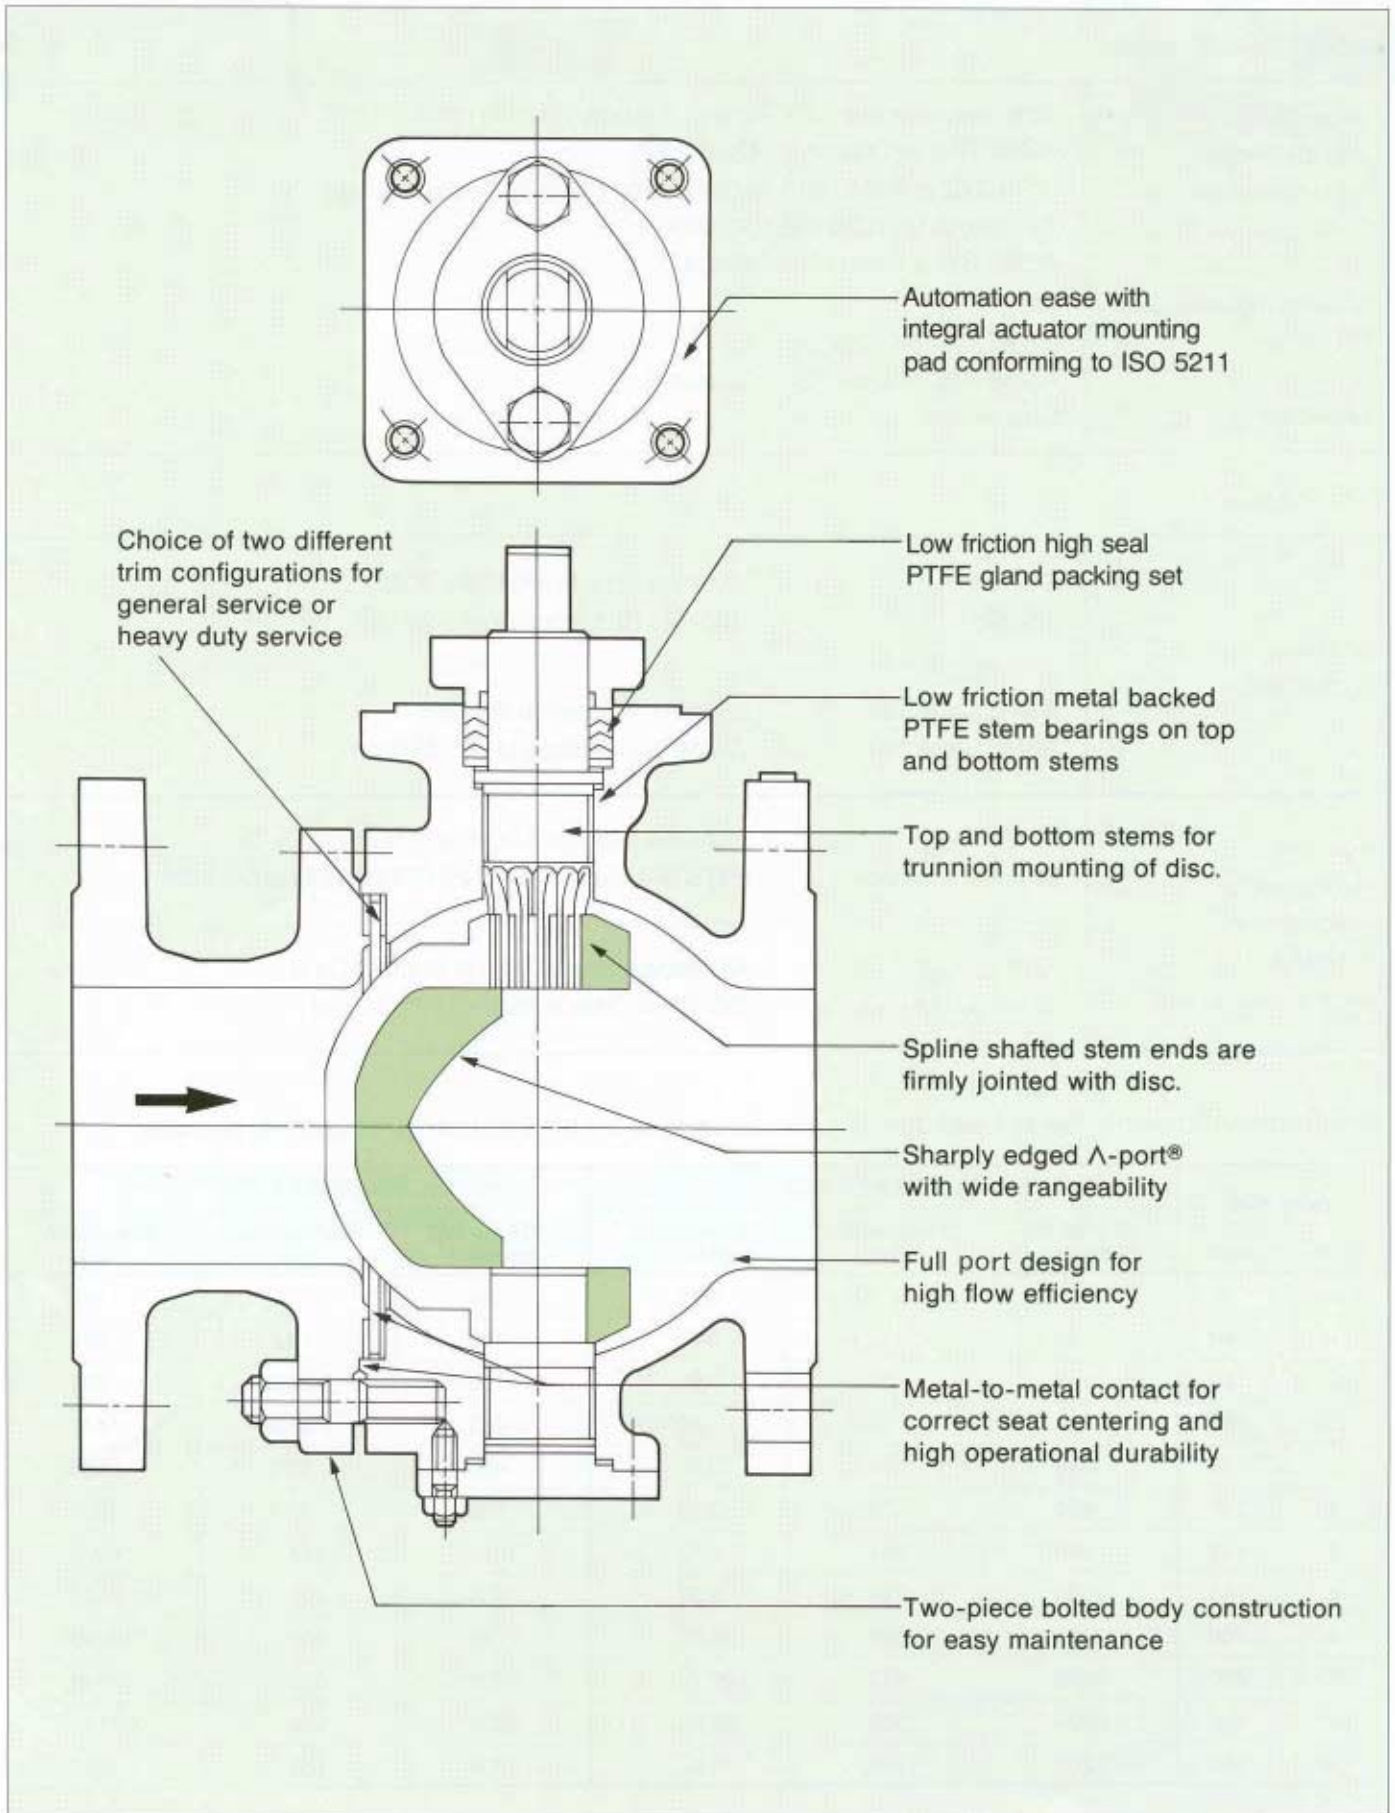 Automation ease with
integral actuator mounting
pad conforming to ISO 5211
Choice of two different
trim configurations for
general service or
heavy duty service
Low friction high seal
PTFE gland packing set
Low friction metal backed
PTFE stem bearings on top
and bottom stems
Top and bottom stems for
trunnion mounting of disc.
Spline shafted stem ends are
firmly jointed with disc.
Sharply edged Λ-port®
with wide rangeability
Full port design for
high flow efficiency
Metal-to-metal contact for
correct seat centering and
high operational durability
Two-piece bolted body construction
for easy maintenance